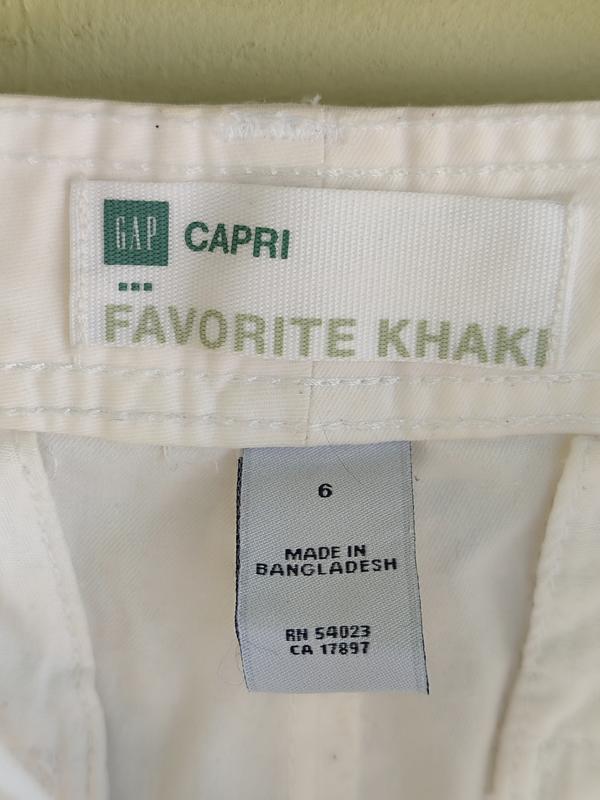 GAP CAPRI
FAVORITE KHAKI
6
MADE IN
BANGLADESH
RN 54023
CA 17897